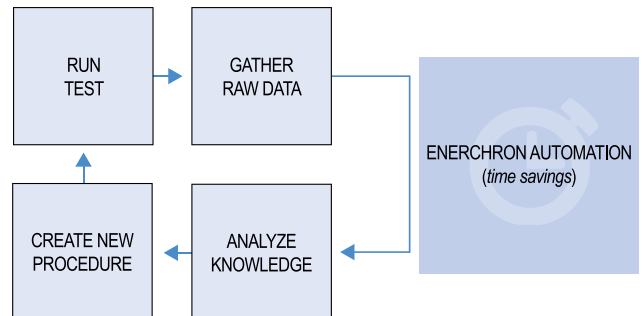 RUN
TEST
GATHER
RAW DATA
ENERCHRON AUTOMATION
(time savings)
CREATE NEW
PROCEDURE
ANALYZE
KNOWLEDGE